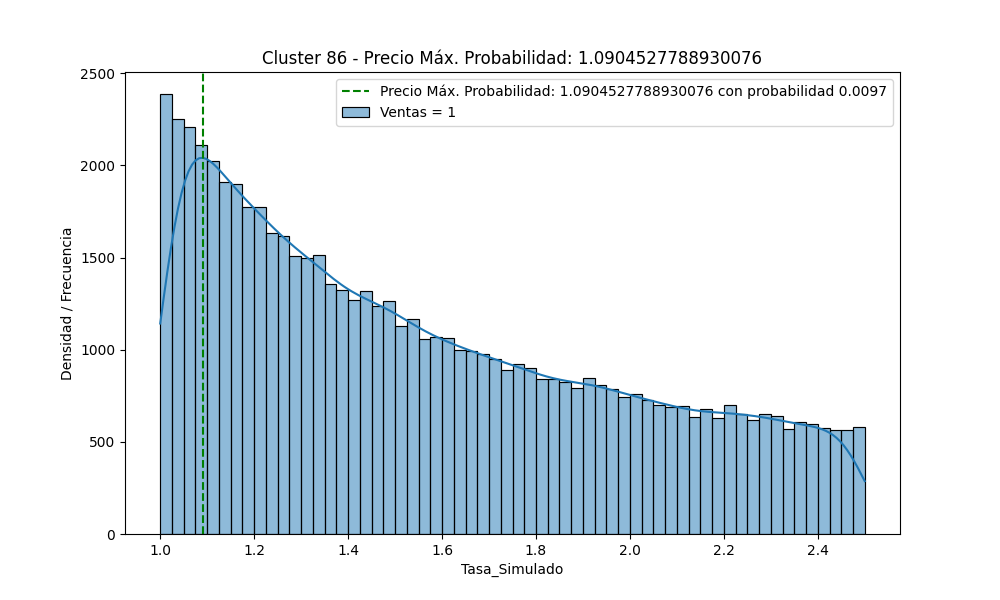 Cluster 86 - Precio Máx. Probabilidad: 1.0904527788930076
Precio Máx. Probabilidad: 1.0904527788930076 con probabilidad 0.0097
Ventas = 1
Densidad / Frecuencia
2500
2000
1500
1000
500
0
1.0 1.2 1.4 1.6 1.8 2.0 2.2 2.4
Tasa_Simulado